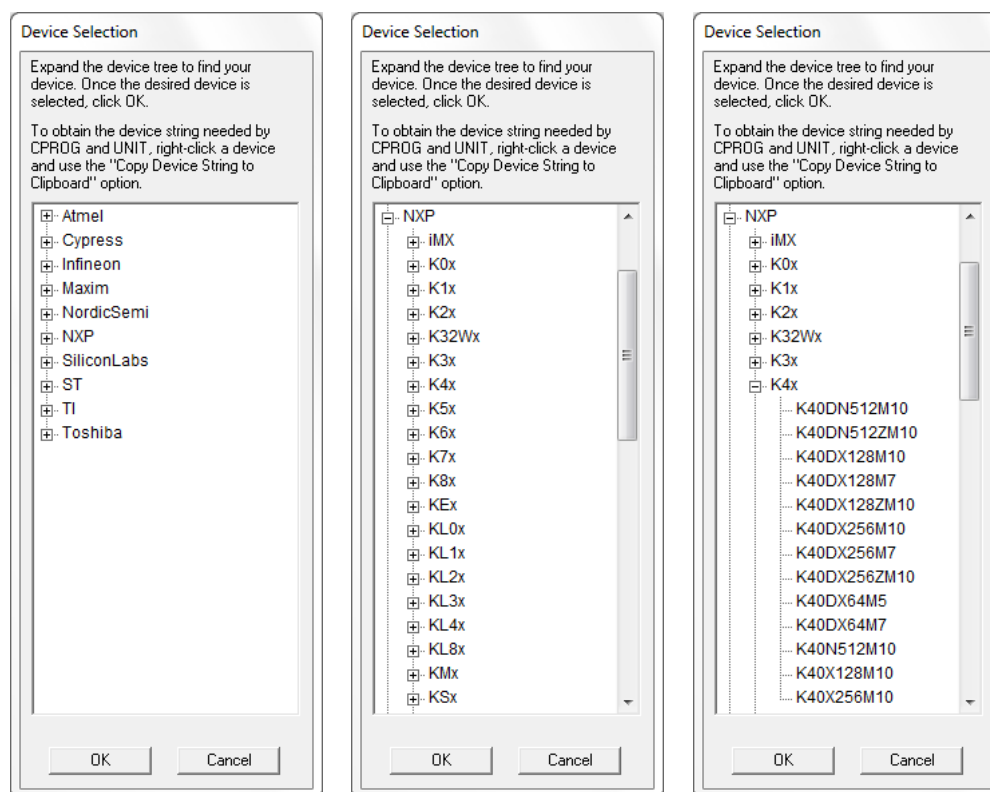 Device Selection
Expand the device tree to find your
device. Once the desired device is
selected, click OK.
To obtain the device string needed by
CPROG and UNIT, right-click a device
and use the "Copy Device String to
Clipboard" option.
Atmel
Cypress
Infineon
Maxim
NordicSemi
NXP
SiliconLabs
ST
TI
Toshiba
OK
Cancel
Device Selection
Expand the device tree to find your
device. Once the desired device is
selected, click OK.
To obtain the device string needed by
CPROG and UNIT, right-click a device
and use the "Copy Device String to
Clipboard" option.
NXP
iMX
K0x
K1x
K2x
K32Wx
K3x
K4x
K5x
K6x
K7x
K8x
KEx
KL0x
KL1x
KL2x
KL3x
KL4x
KL8x
KMx
KSx
OK
Cancel
Device Selection
Expand the device tree to find your
device. Once the desired device is
selected, click OK.
To obtain the device string needed by
CPROG and UNIT, right-click a device
and use the "Copy Device String to
Clipboard" option.
NXP
iMX
K0x
K1x
K2x
K32Wx
K3x
K4x
K40DN512M10
K40DN512ZM10
K40DX128M10
K40DX128M7
K40DX128ZM10
K40DX256M10
K40DX256M7
K40DX256ZM10
K40DX64M5
K40DX64M7
K40N512M10
K40X128M10
K40X256M10
OK
Cancel